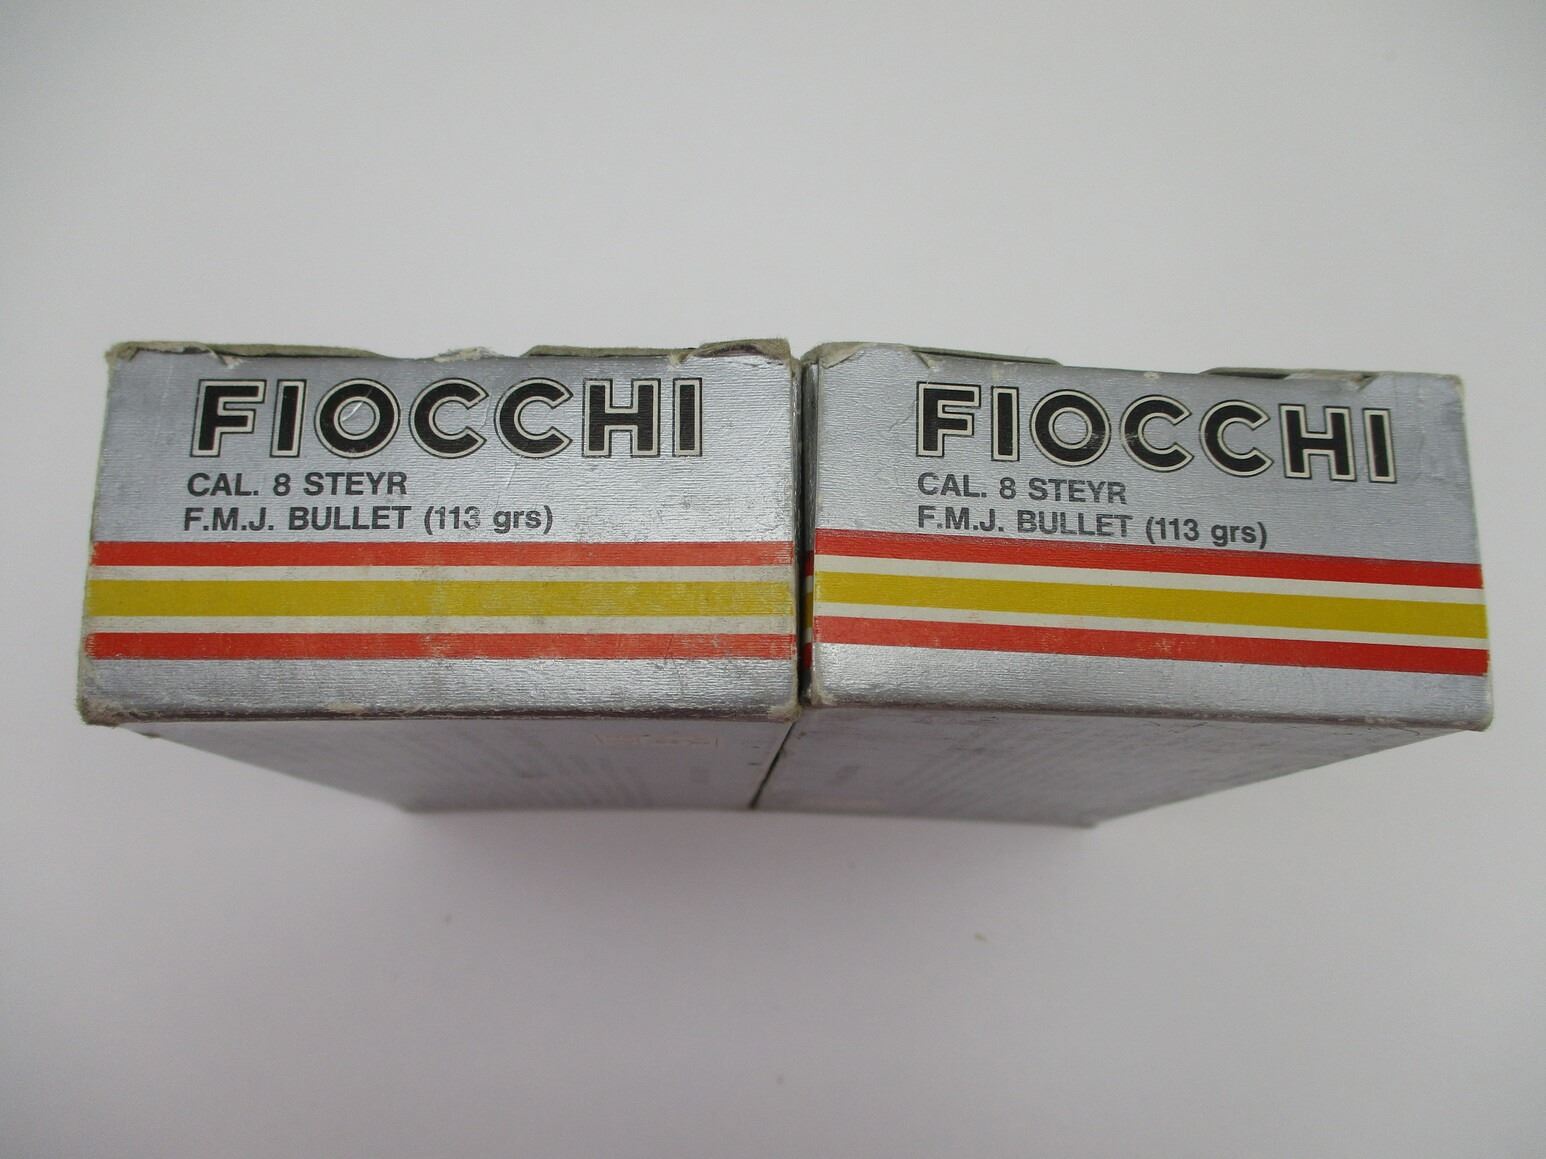 FIOCCHI
CAL. 8 STEYR
F.M.J. BULLET (113 grs)
FIOCCHI
CAL. 8 STEYR
F.M.J. BULLET (113 grs)